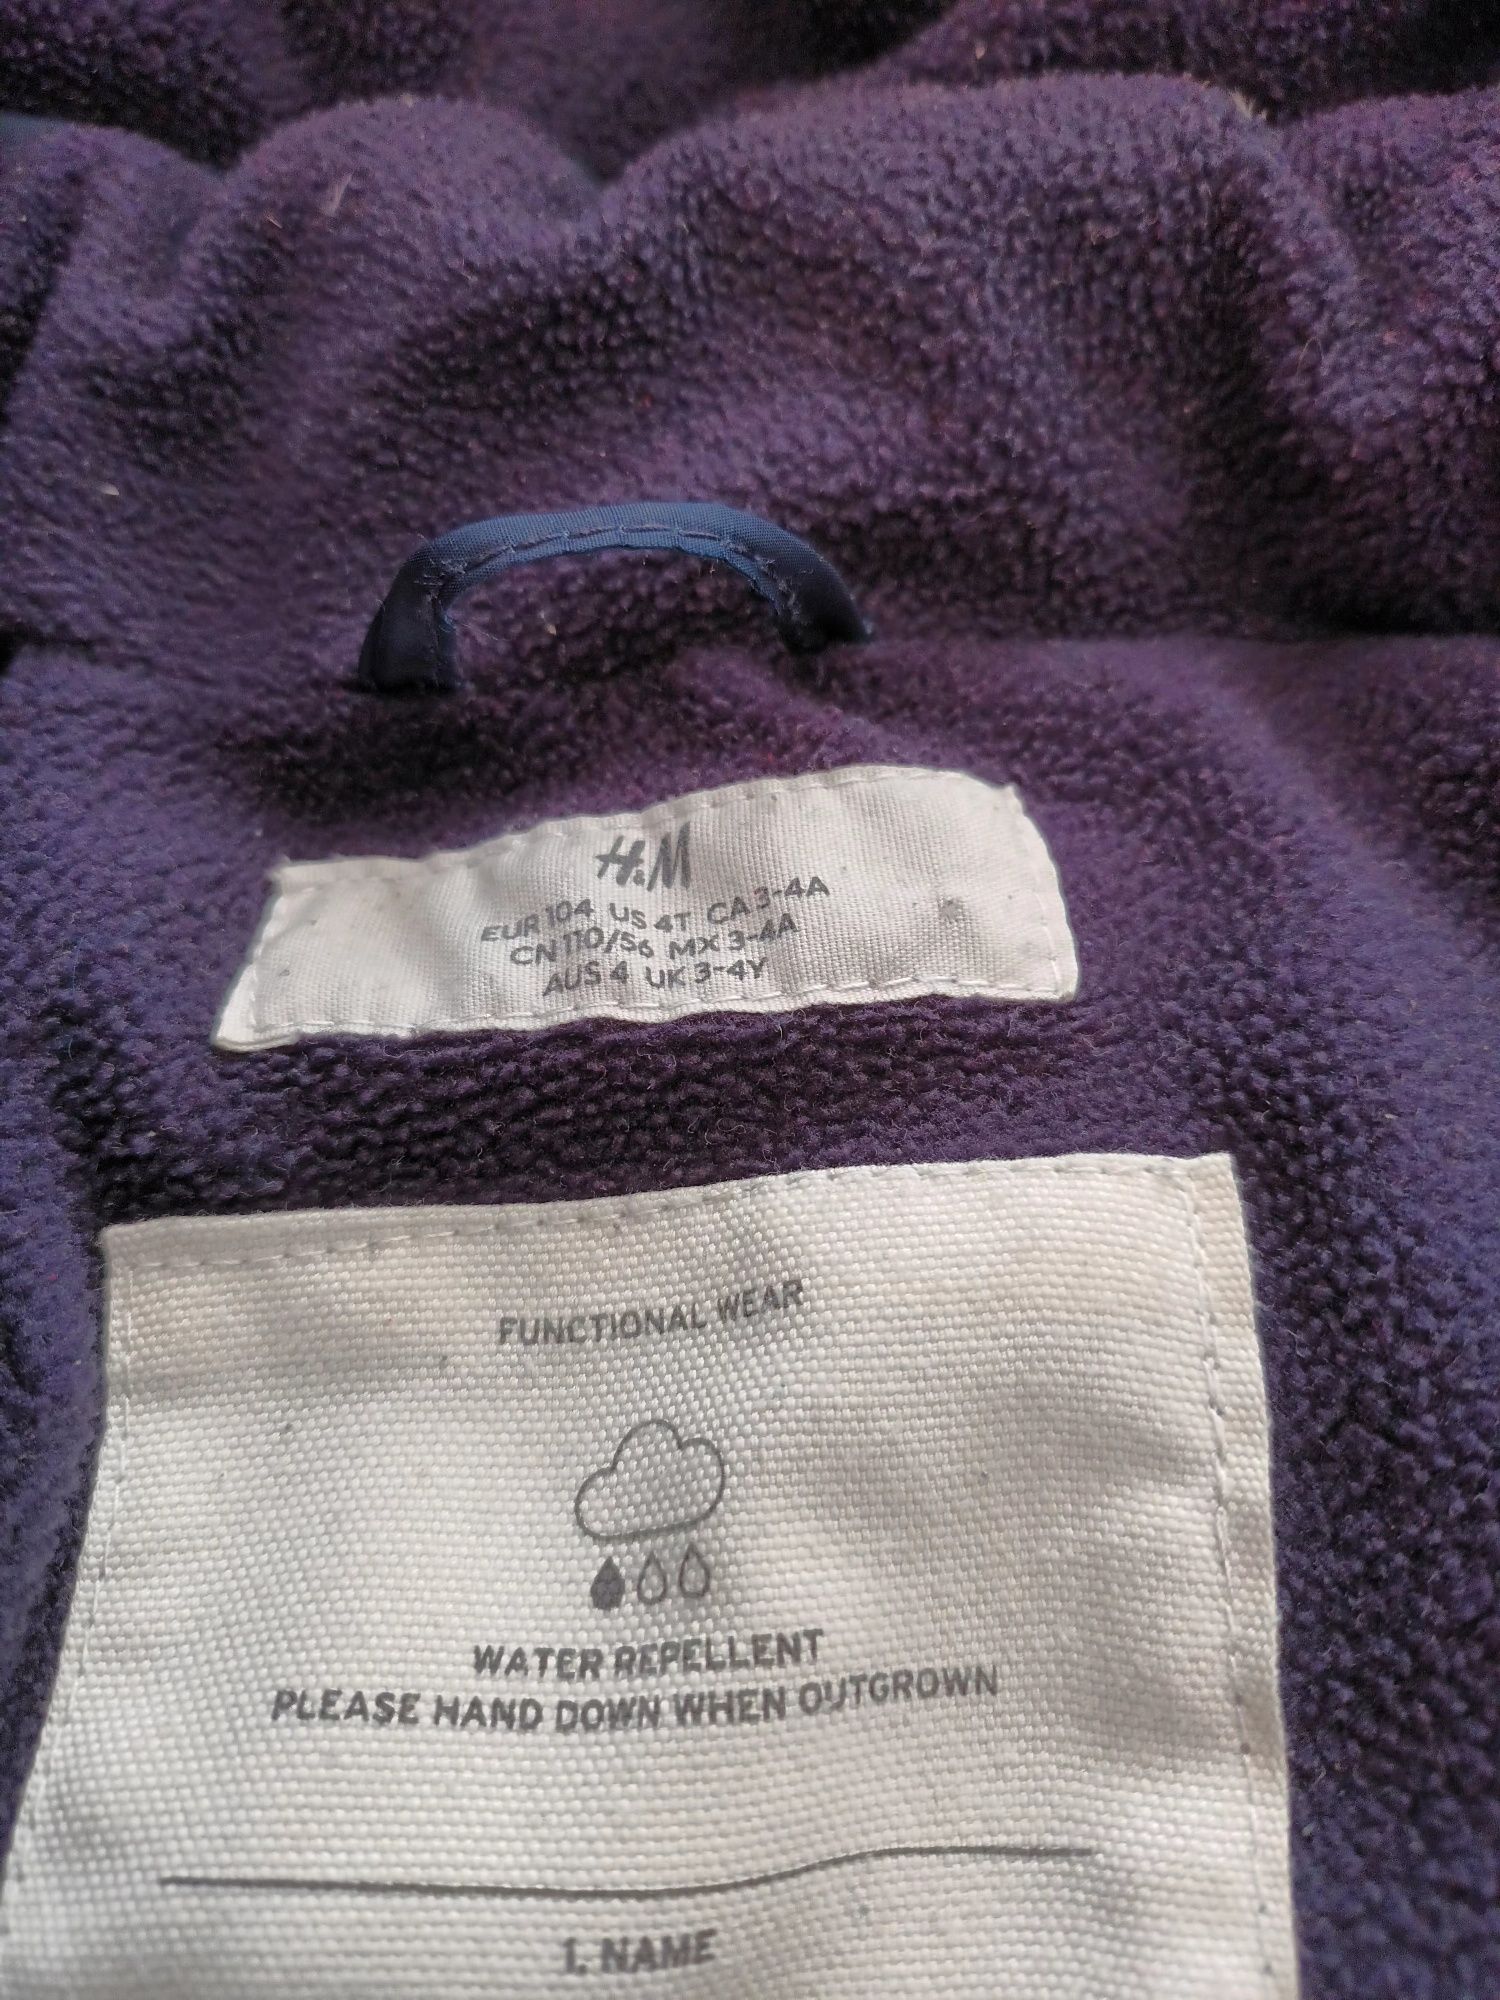 H&M
EUR 104 US 4T CA 3-4A
CN 110/56 MX 3-4A
AUS 4 UK 3-4Y
FUNCTIONAL WEAR
WATER REPELLENT
PLEASE HAND DOWN WHEN OUTGROWN
1. NAME